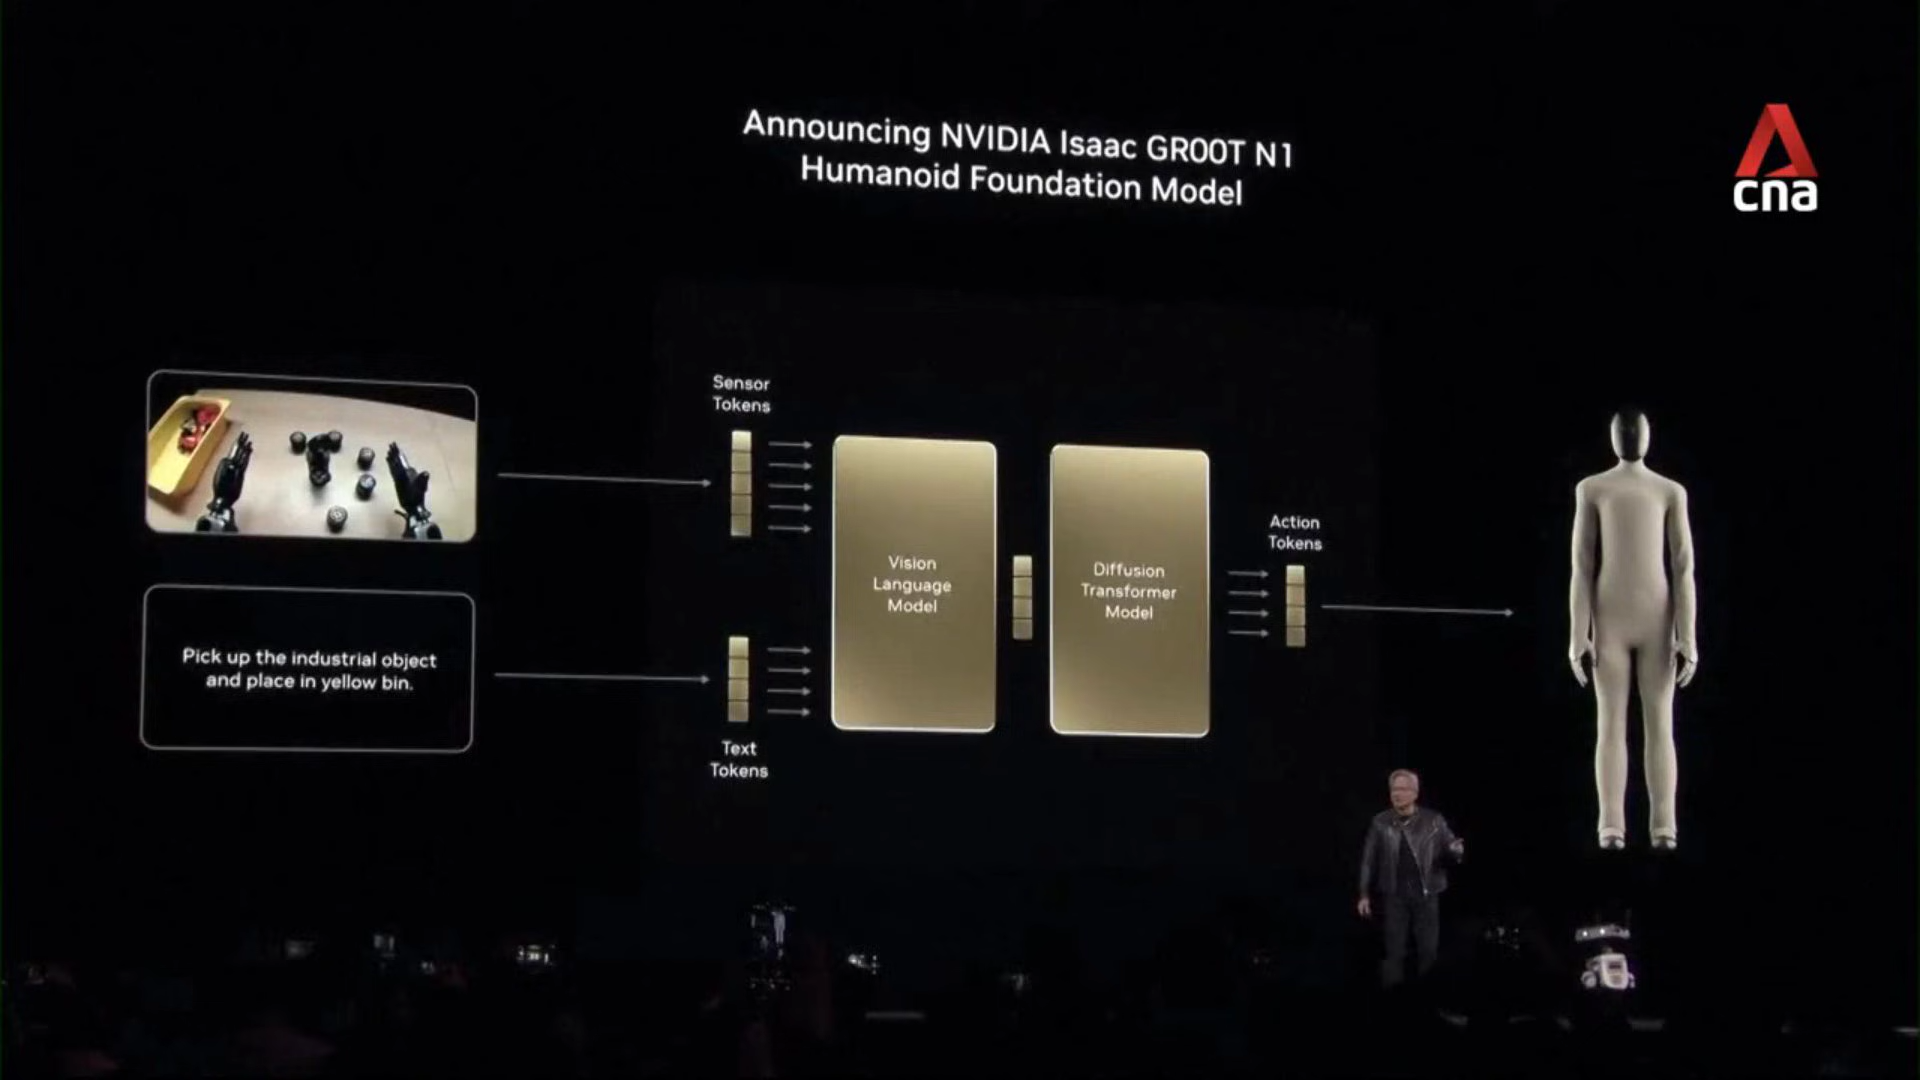 Announcing NVIDIA Isaac GR00T N1
Humanoid Foundation Model
cna
Sensor
Tokens
Vision
Language
Model
Diffusion
Transformer
Model
Action
Tokens
Pick up the industrial object
and place in yellow bin.
Text
Tokens